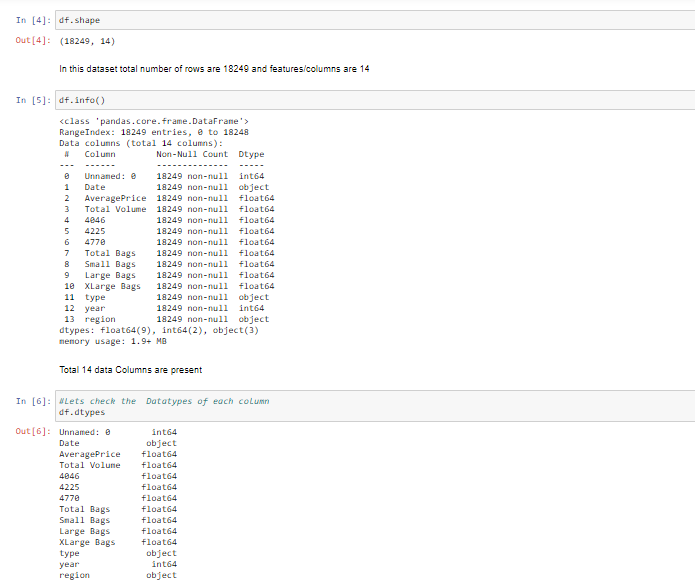 In [4]: df.shape
Out[4]: (18249, 14)
In this dataset total number of rows are 18249 and features/columns are 14
In [5]: df.info()
<class 'pandas.core.frame.DataFrame'>
RangeIndex: 18249 entries, 0 to 18248
Data columns (total 14 columns):
 #   Column        Non-Null Count  Dtype
---  ------        --------------  -----
 0   Unnamed: 0    18249 non-null  int64
 1   Date          18249 non-null  object
 2   AveragePrice  18249 non-null  float64
 3   Total Volume  18249 non-null  float64
 4   4046          18249 non-null  float64
 5   4225          18249 non-null  float64
 6   4770          18249 non-null  float64
 7   Total Bags    18249 non-null  float64
 8   Small Bags    18249 non-null  float64
 9   Large Bags    18249 non-null  float64
 10  XLarge Bags   18249 non-null  float64
 11  type          18249 non-null  object
 12  year          18249 non-null  int64
 13  region        18249 non-null  object
dtypes: float64(9), int64(2), object(3)
memory usage: 1.9+ MB
Total 14 data Columns are present
In [6]: #Lets check the  Datatypes of each column
df.dtypes
Out[6]: Unnamed: 0        int64
Date             object
AveragePrice    float64
Total Volume    float64
4046            float64
4225            float64
4770            float64
Total Bags      float64
Small Bags      float64
Large Bags      float64
XLarge Bags     float64
type             object
year              int64
region           object